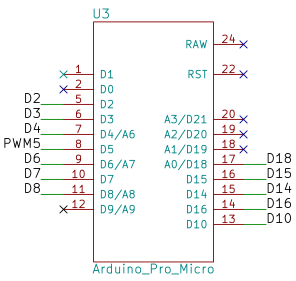 U3
24 RAW
22 RST
1 D1
2 D0
D2 5 D2
D3 6 D3
D4 7 D4/A6
PWM5 8 D5
D6 9 D6/A7
D7 10 D7
D8 11 D8/A8
12 D9/A9
A3/D21 20
A2/D20 19
A1/D19 18
A0/D18 17 D18
D15 16 D15
D14 15 D14
D16 14 D16
D10 13 D10
Arduino_Pro_Micro